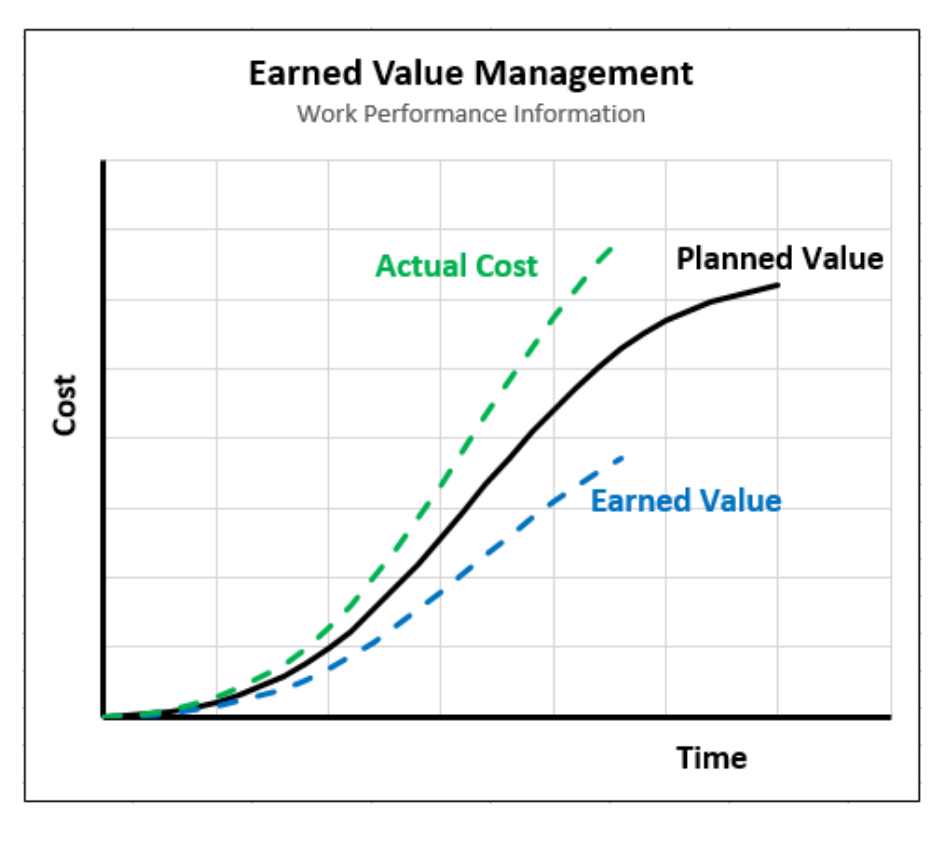 Earned Value Management
Work Performance Information
Actual Cost
Planned Value
Cost
Earned Value
Time